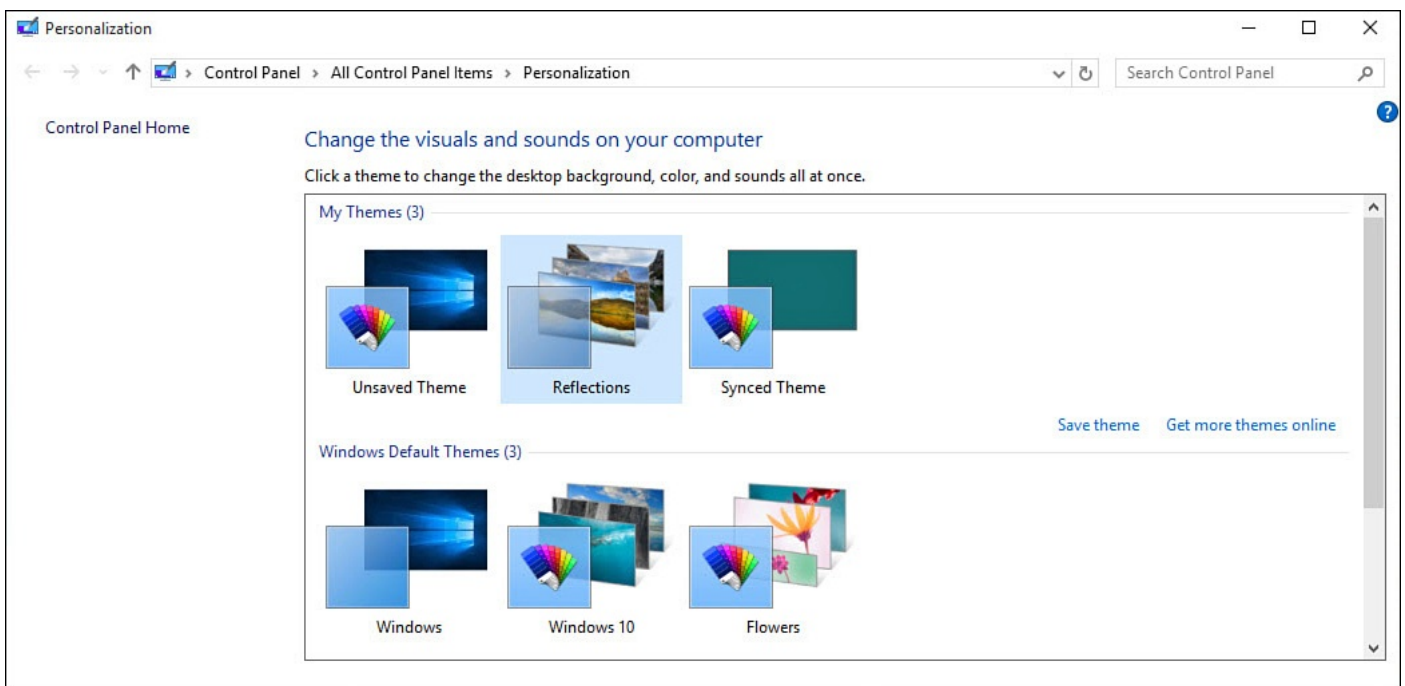 Personalization
Control Panel > All Control Panel Items > Personalization
Search Control Panel
Control Panel Home
?
Change the visuals and sounds on your computer
Click a theme to change the desktop background, color, and sounds all at once.
My Themes (3)
Unsaved Theme Reflections Synced Theme
Save theme Get more themes online
Windows Default Themes (3)
Windows Windows 10 Flowers